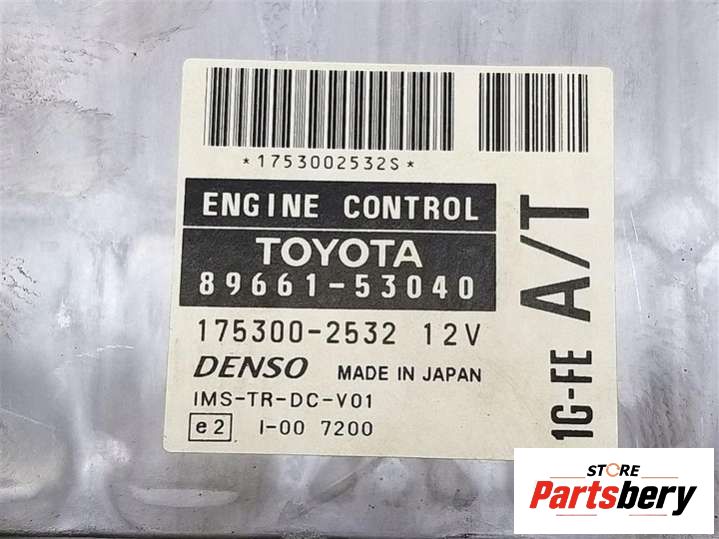 *1753002532S*
ENGINE CONTROL
TOYOTA
89661-53040
175300-2532 12V
DENSO MADE IN JAPAN
IMS-TR-DC-V01
e2 I-00 7200
1G-FE A/T
STORE
Partsbery